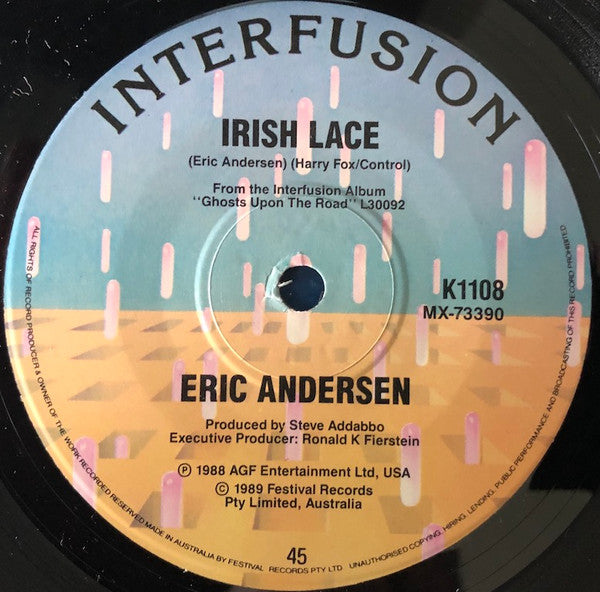 INTERFUSION
IRISH LACE
(Eric Andersen) (Harry Fox/Control)
From the Interfusion Album
"Ghosts Upon The Road" L30092
K1108
MX-73390
ERIC ANDERSEN
Produced by Steve Addabbo
Executive Producer: Ronald K Fierstein
℗ 1988 AGF Entertainment Ltd, USA
© 1989 Festival Records
Pty Limited, Australia
45
ALL RIGHTS OF RECORD PRODUCER & OWNER OF THE WORK RECORDED RESERVED MADE IN AUSTRALIA BY FESTIVAL RECORDS PTY LTD UNAUTHORISED COPYING, HIRING, LENDING, PUBLIC PERFORMANCE AND BROADCASTING OF THIS RECORD PROHIBITED.